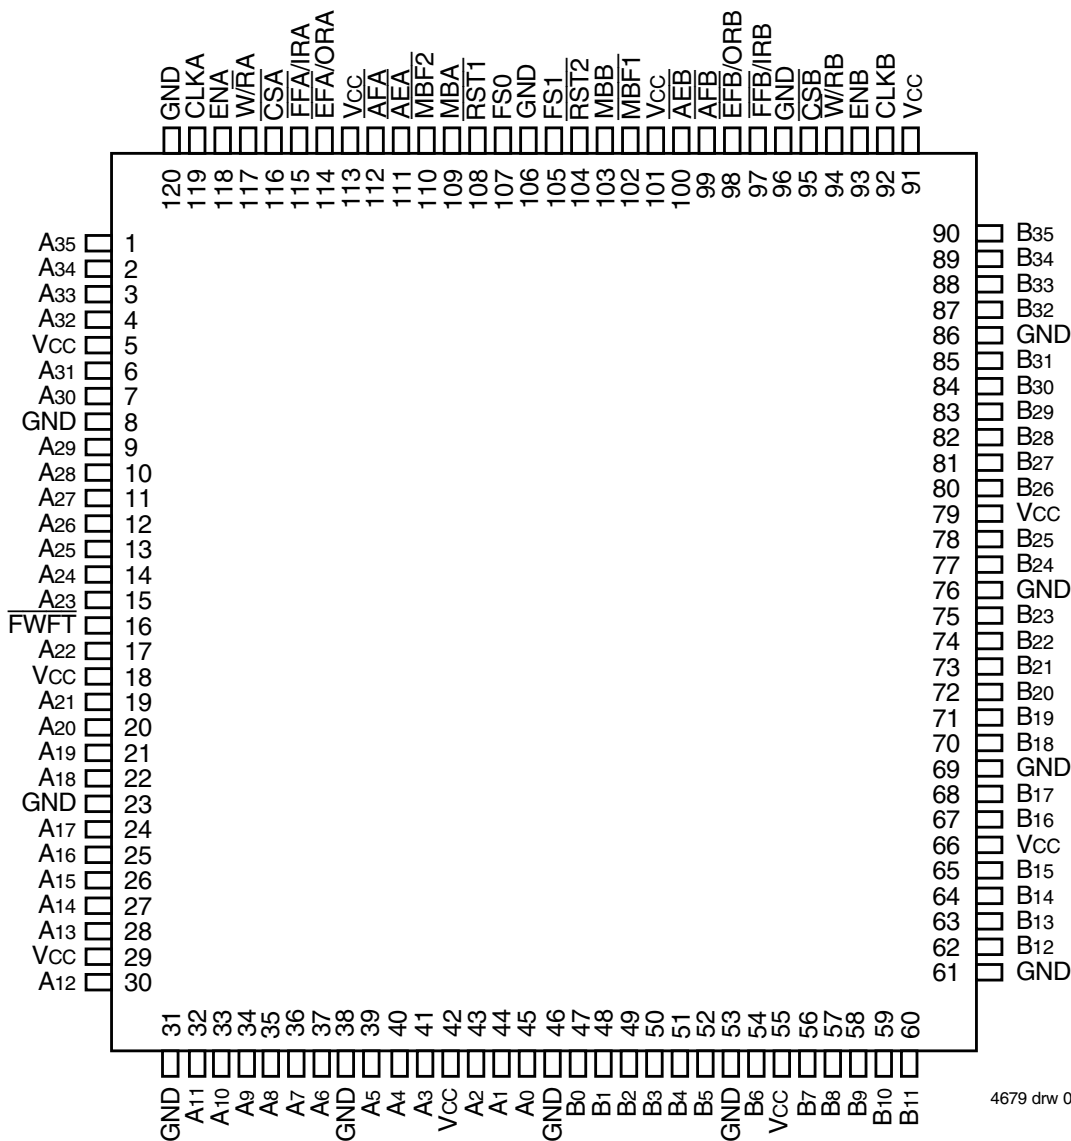 GND
CLKA
ENA
W/RA
CSA
FFA/IRA
EFA/ORA
VCC
AFA
AEA
MBF2
MBA
RST1
FS0
GND
FS1
RST2
MBB
MBF1
VCC
AEB
AFB
EFB/ORB
FFB/IRB
GND
CSB
W/RB
ENB
CLKB
VCC
120
119
118
117
116
115
114
113
112
111
110
109
108
107
106
105
104
103
102
101
100
99
98
97
96
95
94
93
92
91
A35 1
A34 2
A33 3
A32 4
VCC 5
A31 6
A30 7
GND 8
A29 9
A28 10
A27 11
A26 12
A25 13
A24 14
A23 15
FWFT 16
A22 17
VCC 18
A21 19
A20 20
A19 21
A18 22
GND 23
A17 24
A16 25
A15 26
A14 27
A13 28
VCC 29
A12 30
90 B35
89 B34
88 B33
87 B32
86 GND
85 B31
84 B30
83 B29
82 B28
81 B27
80 B26
79 VCC
78 B25
77 B24
76 GND
75 B23
74 B22
73 B21
72 B20
71 B19
70 B18
69 GND
68 B17
67 B16
66 VCC
65 B15
64 B14
63 B13
62 B12
61 GND
31
32
33
34
35
36
37
38
39
40
41
42
43
44
45
46
47
48
49
50
51
52
53
54
55
56
57
58
59
60
GND
A11
A10
A9
A8
A7
A6
GND
A5
A4
A3
VCC
A2
A1
A0
GND
B0
B1
B2
B3
B4
B5
GND
B6
VCC
B7
B8
B9
B10
B11
4679 drw 0